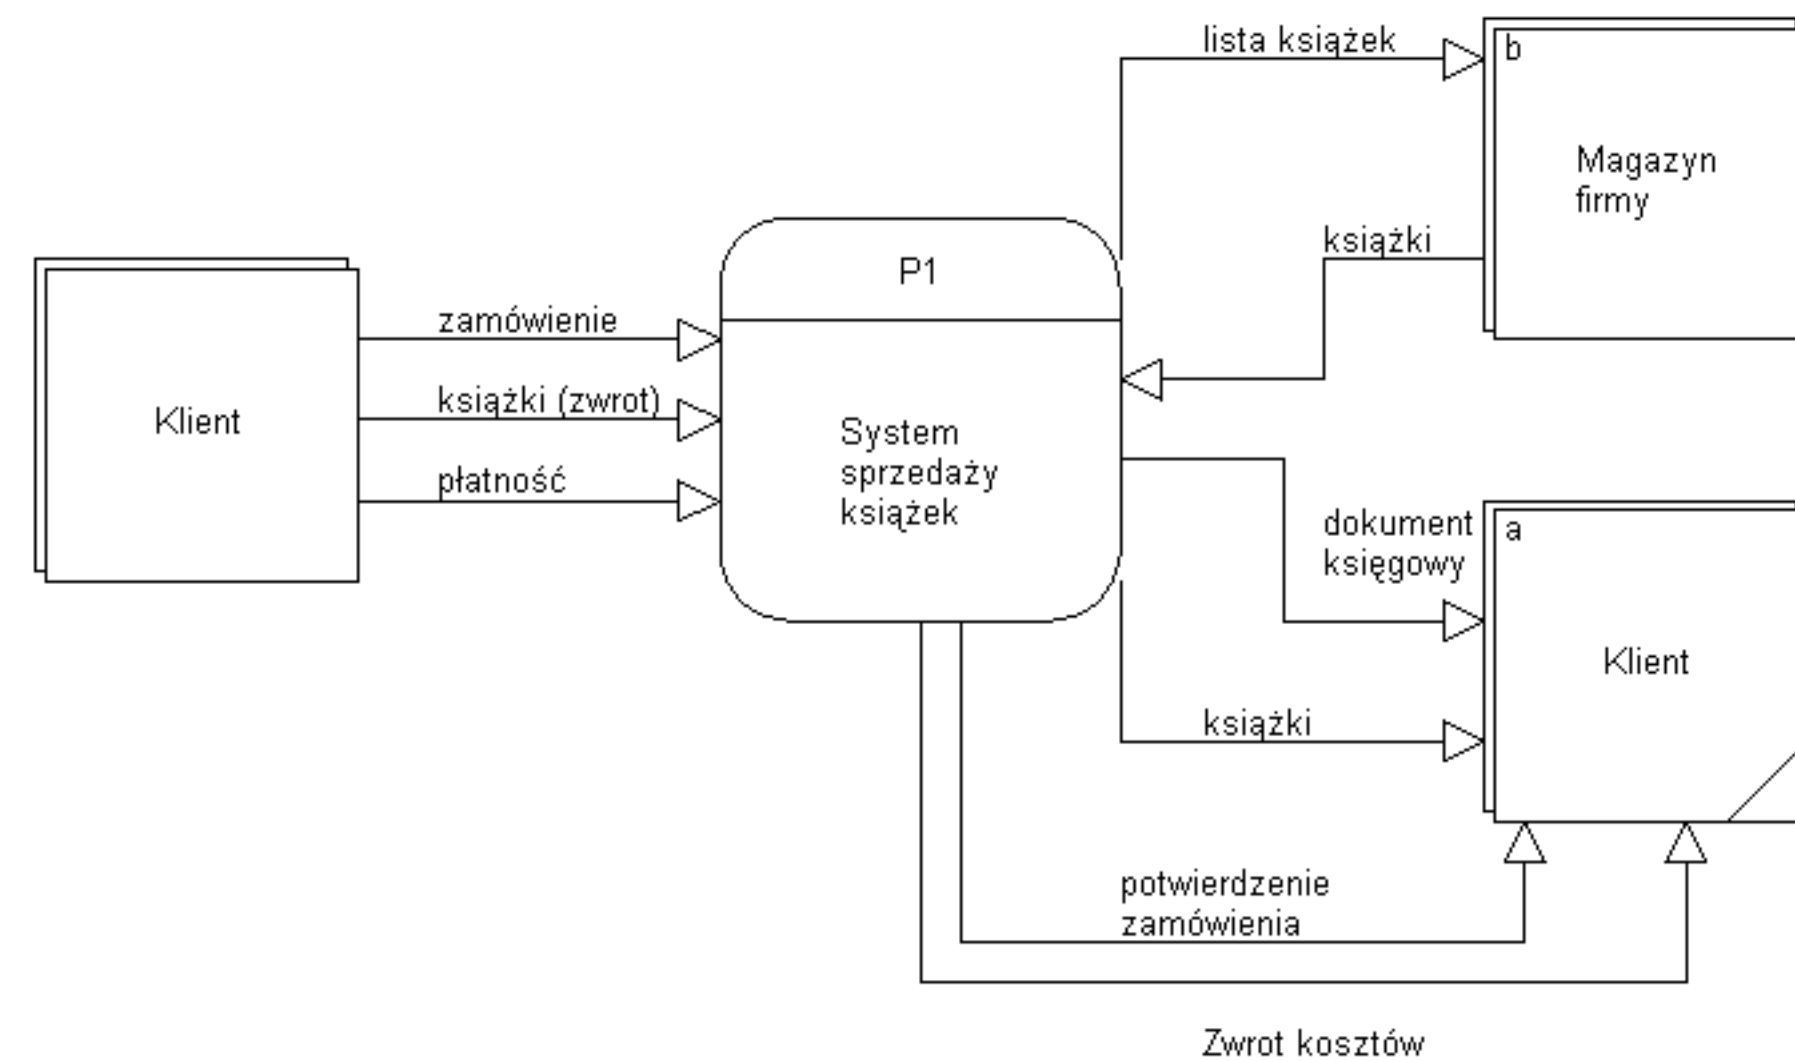 lista książek
b
Magazyn
firmy
książki
P1
zamówienie
książki (zwrot)
płatność
Klient
System
sprzedaży
książek
dokument
księgowy
a
Klient
książki
potwierdzenie
zamówienia
Zwrot kosztów